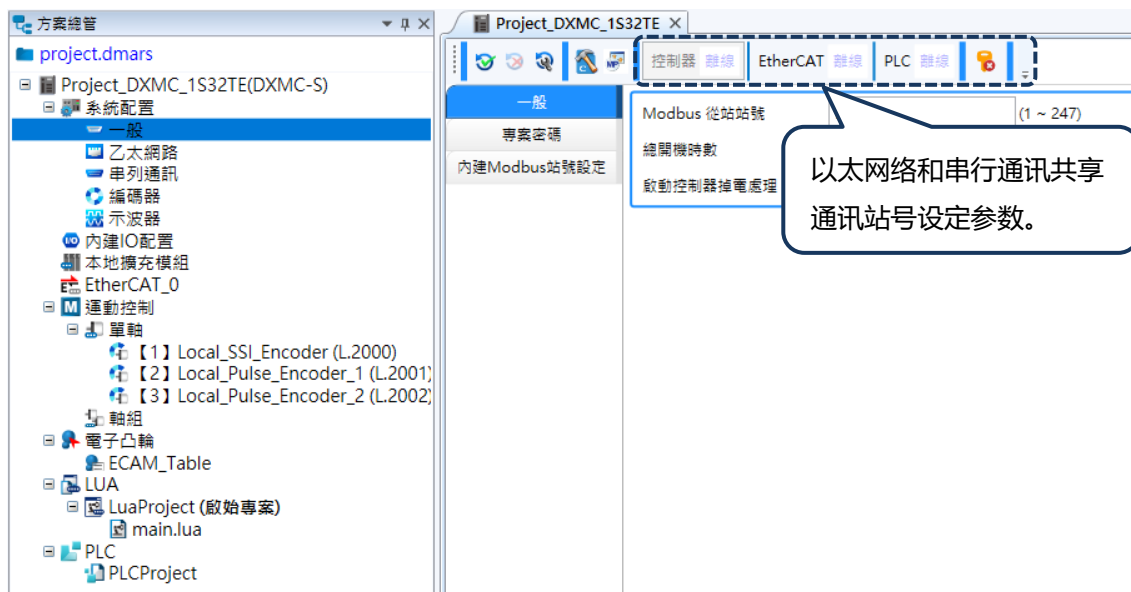 方案總管
project.dmars
Project_DXMC_1S32TE(DXMC-S)
系統配置
一般
乙太網路
串列通訊
編碼器
示波器
內建IO配置
本地擴充模組
EtherCAT_0
運動控制
單軸
【1】Local_SSI_Encoder (L.2000)
【2】Local_Pulse_Encoder_1 (L.2001)
【3】Local_Pulse_Encoder_2 (L.2002)
軸組
電子凸輪
ECAM_Table
LUA
LuaProject (啟始專案)
main.lua
PLC
PLCProject
Project_DXMC_1S32TE
控制器 離線 EtherCAT 離線 PLC 離線
一般
專案密碼
內建Modbus站號設定
Modbus 從站站號 (1 ~ 247)
總開機時數
啟動控制器掉電處理
以太网络和串行通讯共享
通讯站号设定参数。